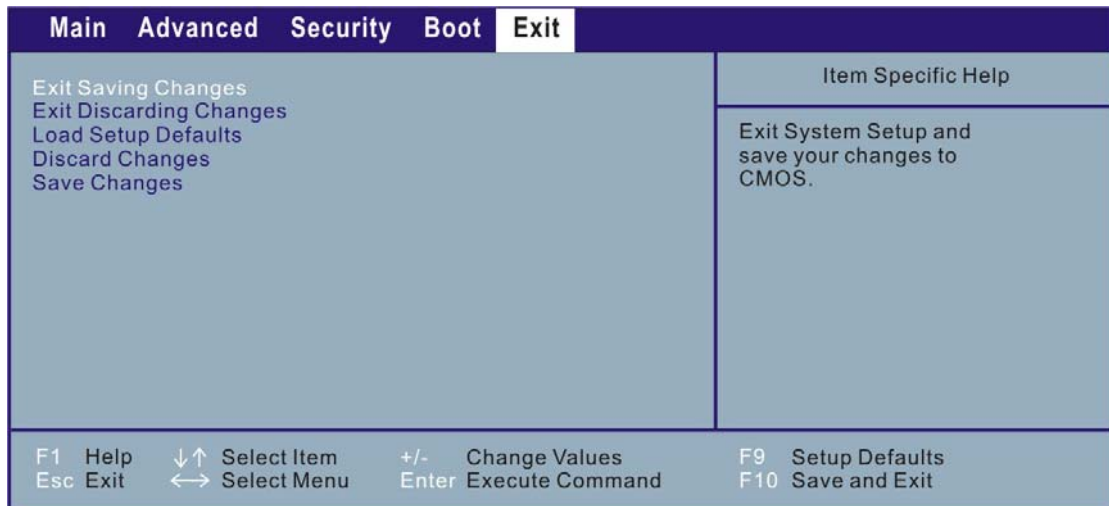 Main Advanced Security Boot Exit
Exit Saving Changes
Exit Discarding Changes
Load Setup Defaults
Discard Changes
Save Changes
Item Specific Help
Exit System Setup and
save your changes to
CMOS.
F1 Help ↓↑ Select Item +/- Change Values F9 Setup Defaults
Esc Exit ↔ Select Menu Enter Execute Command F10 Save and Exit